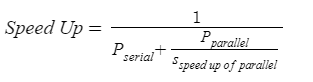 Speed Up = 1 / (P_serial + P_parallel / s_speed up of parallel)